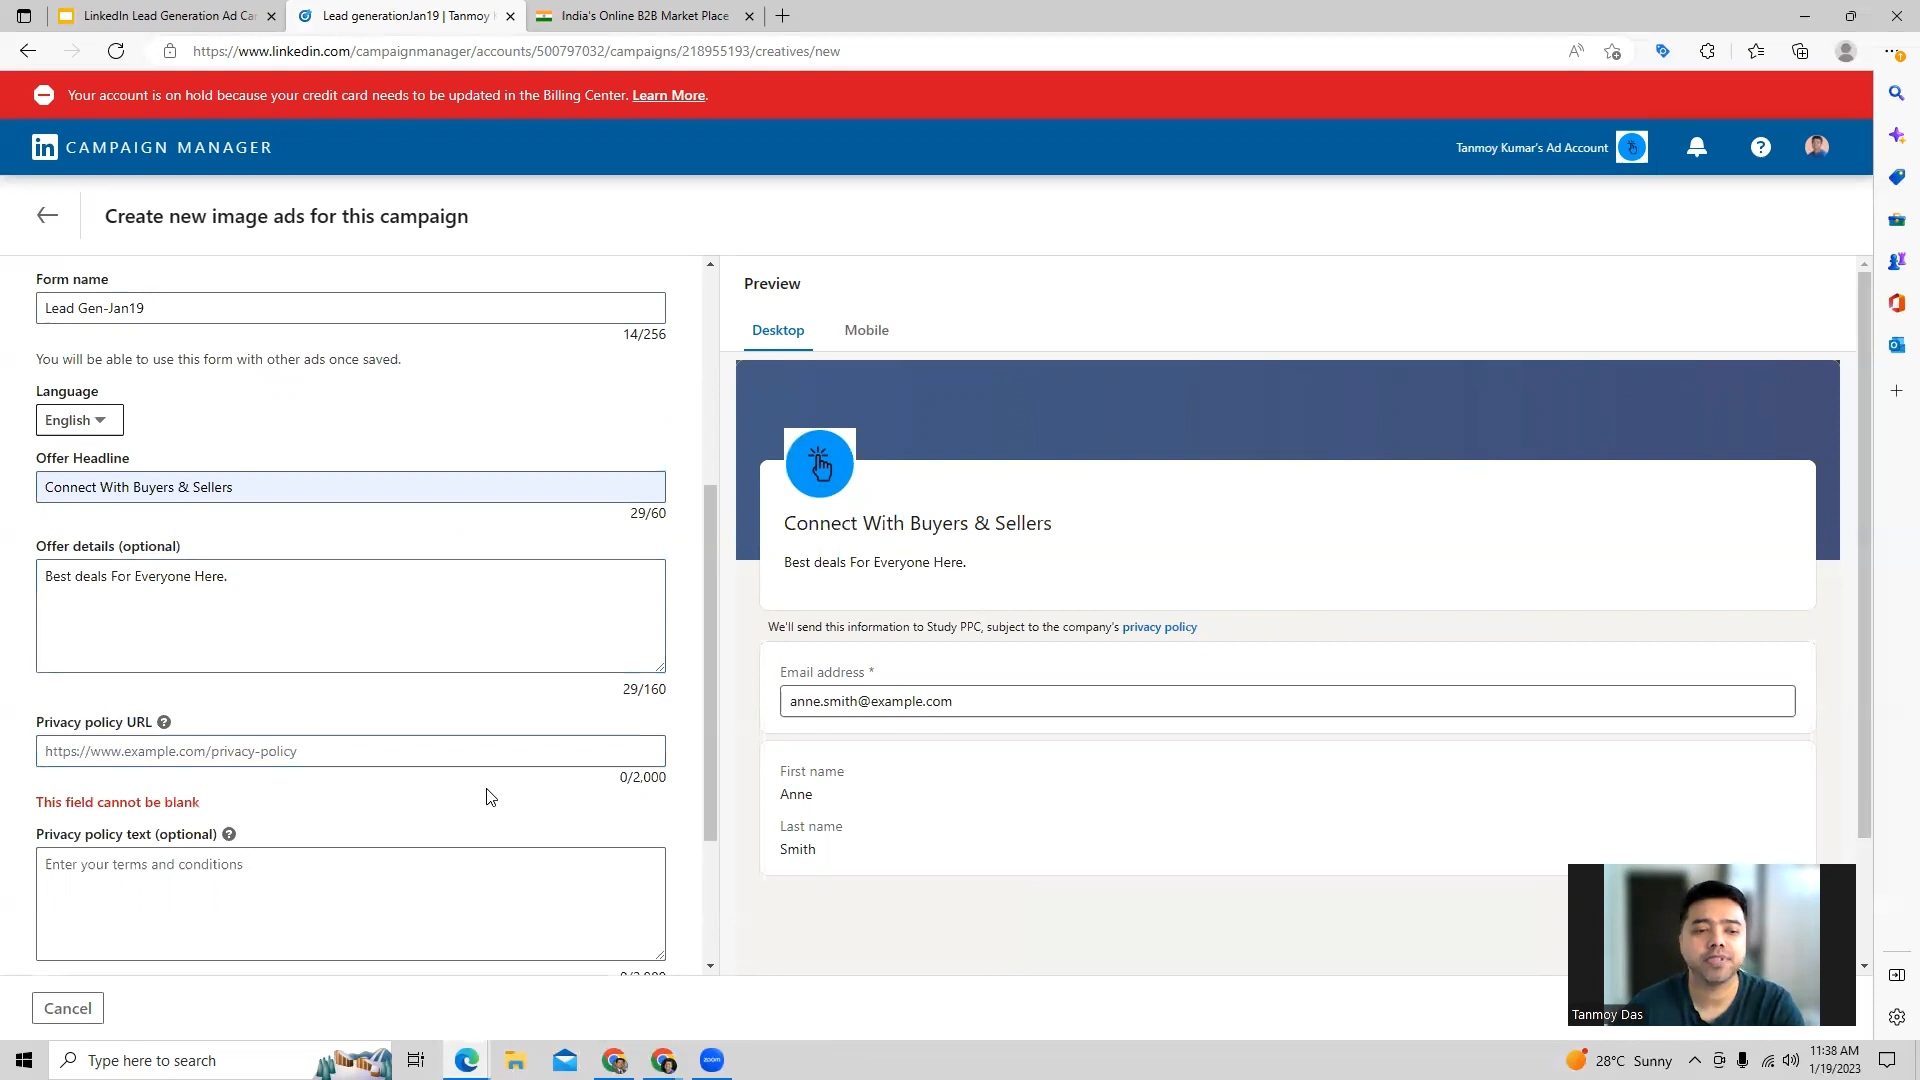 LinkedIn Lead Generation Ad Car
Lead generationJan19 | Tanmoy K
India's Online B2B Market Place
https://www.linkedin.com/campaignmanager/accounts/500797032/campaigns/218955193/creatives/new
Your account is on hold because your credit card needs to be updated in the Billing Center. Learn More.
in CAMPAIGN MANAGER
Tanmoy Kumar's Ad Account
Create new image ads for this campaign
Form name
Lead Gen-Jan19
14/256
You will be able to use this form with other ads once saved.
Language
English
Offer Headline
Connect With Buyers & Sellers
29/60
Offer details (optional)
Best deals For Everyone Here.
29/160
Privacy policy URL
https://www.example.com/privacy-policy
0/2,000
This field cannot be blank
Privacy policy text (optional)
Enter your terms and conditions
0/2,000
Cancel
Preview
Desktop
Mobile
Connect With Buyers & Sellers
Best deals For Everyone Here.
We'll send this information to Study PPC, subject to the company's privacy policy
Email address *
anne.smith@example.com
First name
Anne
Last name
Smith
Tanmoy Das
Type here to search
zoom
28°C Sunny
11:38 AM
1/19/2023